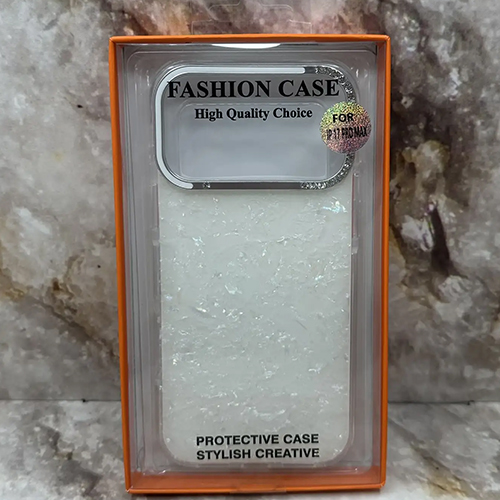 FASHION CASE
High Quality Choice
FOR
IP 17 PRO MAX
PROTECTIVE CASE
STYLISH CREATIVE